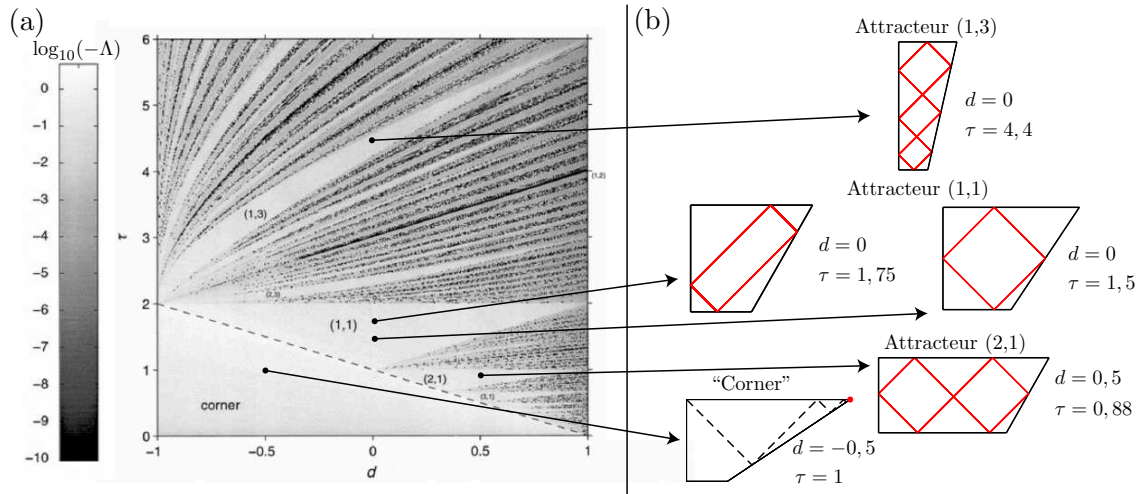 (a)
log₁₀(−Λ)
0
−1
−2
−3
−4
−5
−6
−7
−8
−9
−10
6
5
4
3
2
1
0
τ
-1
-0.5
0
0.5
1
d
(1,3)
(1,2)
(2,3)
(1,1)
(2,1)
(3,1)
corner
(b)
Attracteur (1,3)
d = 0
τ = 4, 4
Attracteur (1,1)
d = 0
τ = 1, 75
d = 0
τ = 1, 5
Attracteur (2,1)
d = 0, 5
τ = 0, 88
“Corner”
d = −0, 5
τ = 1